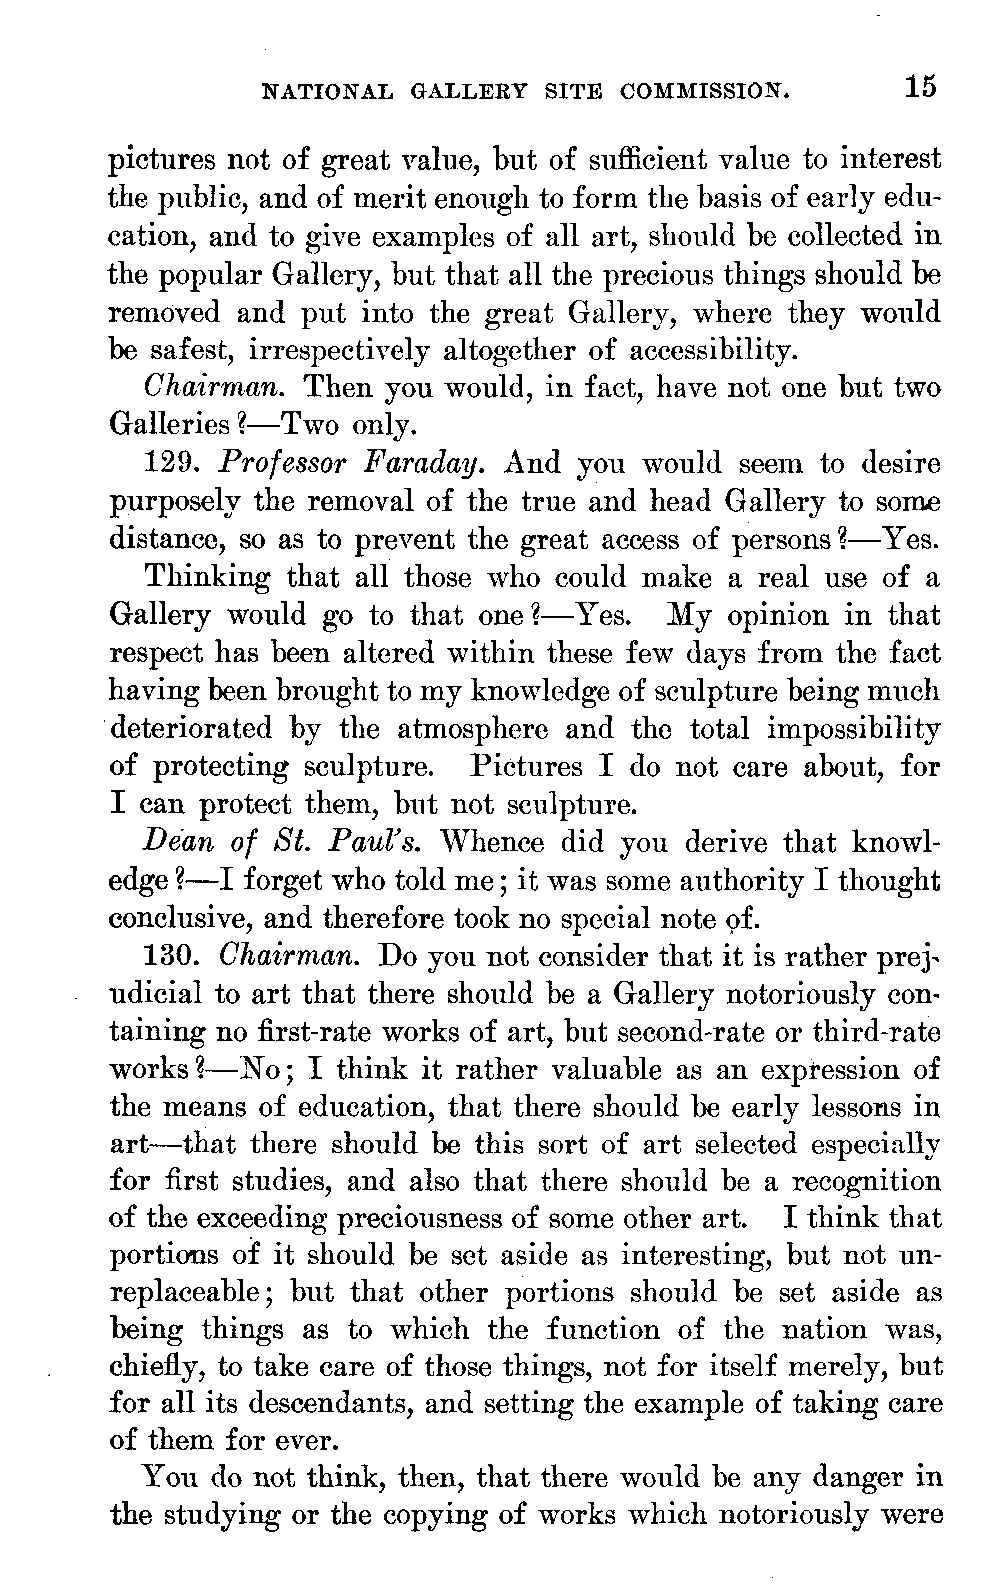 NATIONAL GALLERY SITE COMMISSION. 15
pictures not of great value, but of sufficient value to interest
the public, and of merit enough to form the basis of early edu-
cation, and to give examples of all art, should be collected in
the popular Gallery, but that all the precious things should be
removed and put into the great Gallery, where they would
be safest, irrespectively altogether of accessibility.
Chairman. Then you would, in fact, have not one but two
Galleries?—Two only.
129. Professor Faraday. And you would seem to desire
purposely the removal of the true and head Gallery to some
distance, so as to prevent the great access of persons?—Yes.
Thinking that all those who could make a real use of a
Gallery would go to that one?—Yes. My opinion in that
respect has been altered within these few days from the fact
having been brought to my knowledge of sculpture being much
deteriorated by the atmosphere and the total impossibility
of protecting sculpture. Pictures I do not care about, for
I can protect them, but not sculpture.
Dean of St. Paul's. Whence did you derive that knowl-
edge?—I forget who told me; it was some authority I thought
conclusive, and therefore took no special note of.
130. Chairman. Do you not consider that it is rather prej-
udicial to art that there should be a Gallery notoriously con-
taining no first-rate works of art, but second-rate or third-rate
works?—No; I think it rather valuable as an expression of
the means of education, that there should be early lessons in
art—that there should be this sort of art selected especially
for first studies, and also that there should be a recognition
of the exceeding preciousness of some other art. I think that
portions of it should be set aside as interesting, but not un-
replaceable; but that other portions should be set aside as
being things as to which the function of the nation was,
chiefly, to take care of those things, not for itself merely, but
for all its descendants, and setting the example of taking care
of them for ever.
You do not think, then, that there would be any danger in
the studying or the copying of works which notoriously were